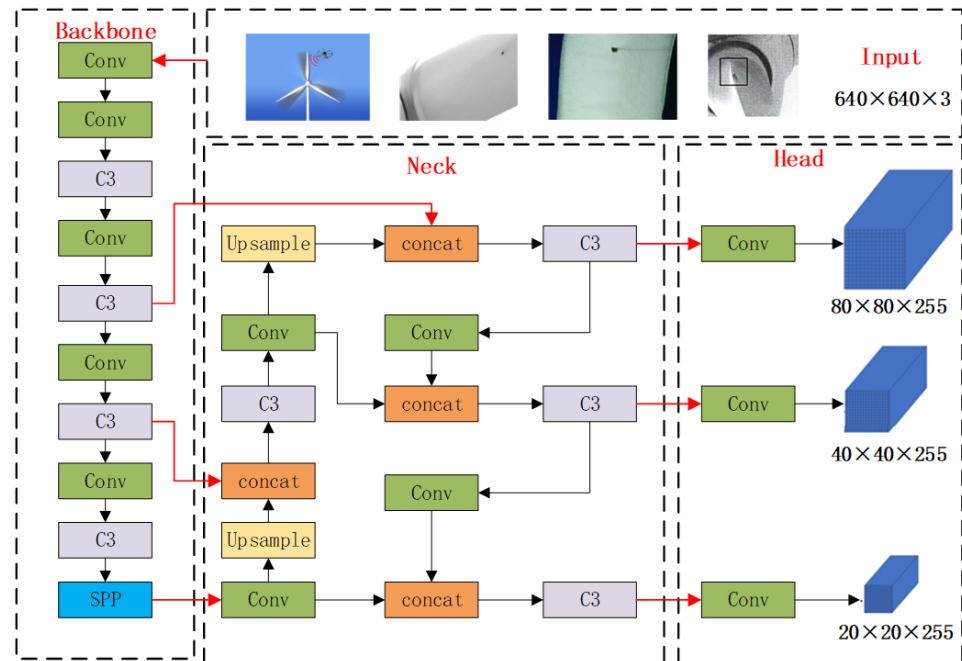 Backbone
Conv
Conv
C3
Conv
C3
Conv
C3
Conv
C3
SPP
Input
640×640×3
Neck
Upsample
concat
C3
Conv
Conv
C3
concat
C3
concat
Conv
Upsample
Conv
concat
C3
Head
Conv
80×80×255
Conv
40×40×255
Conv
20×20×255